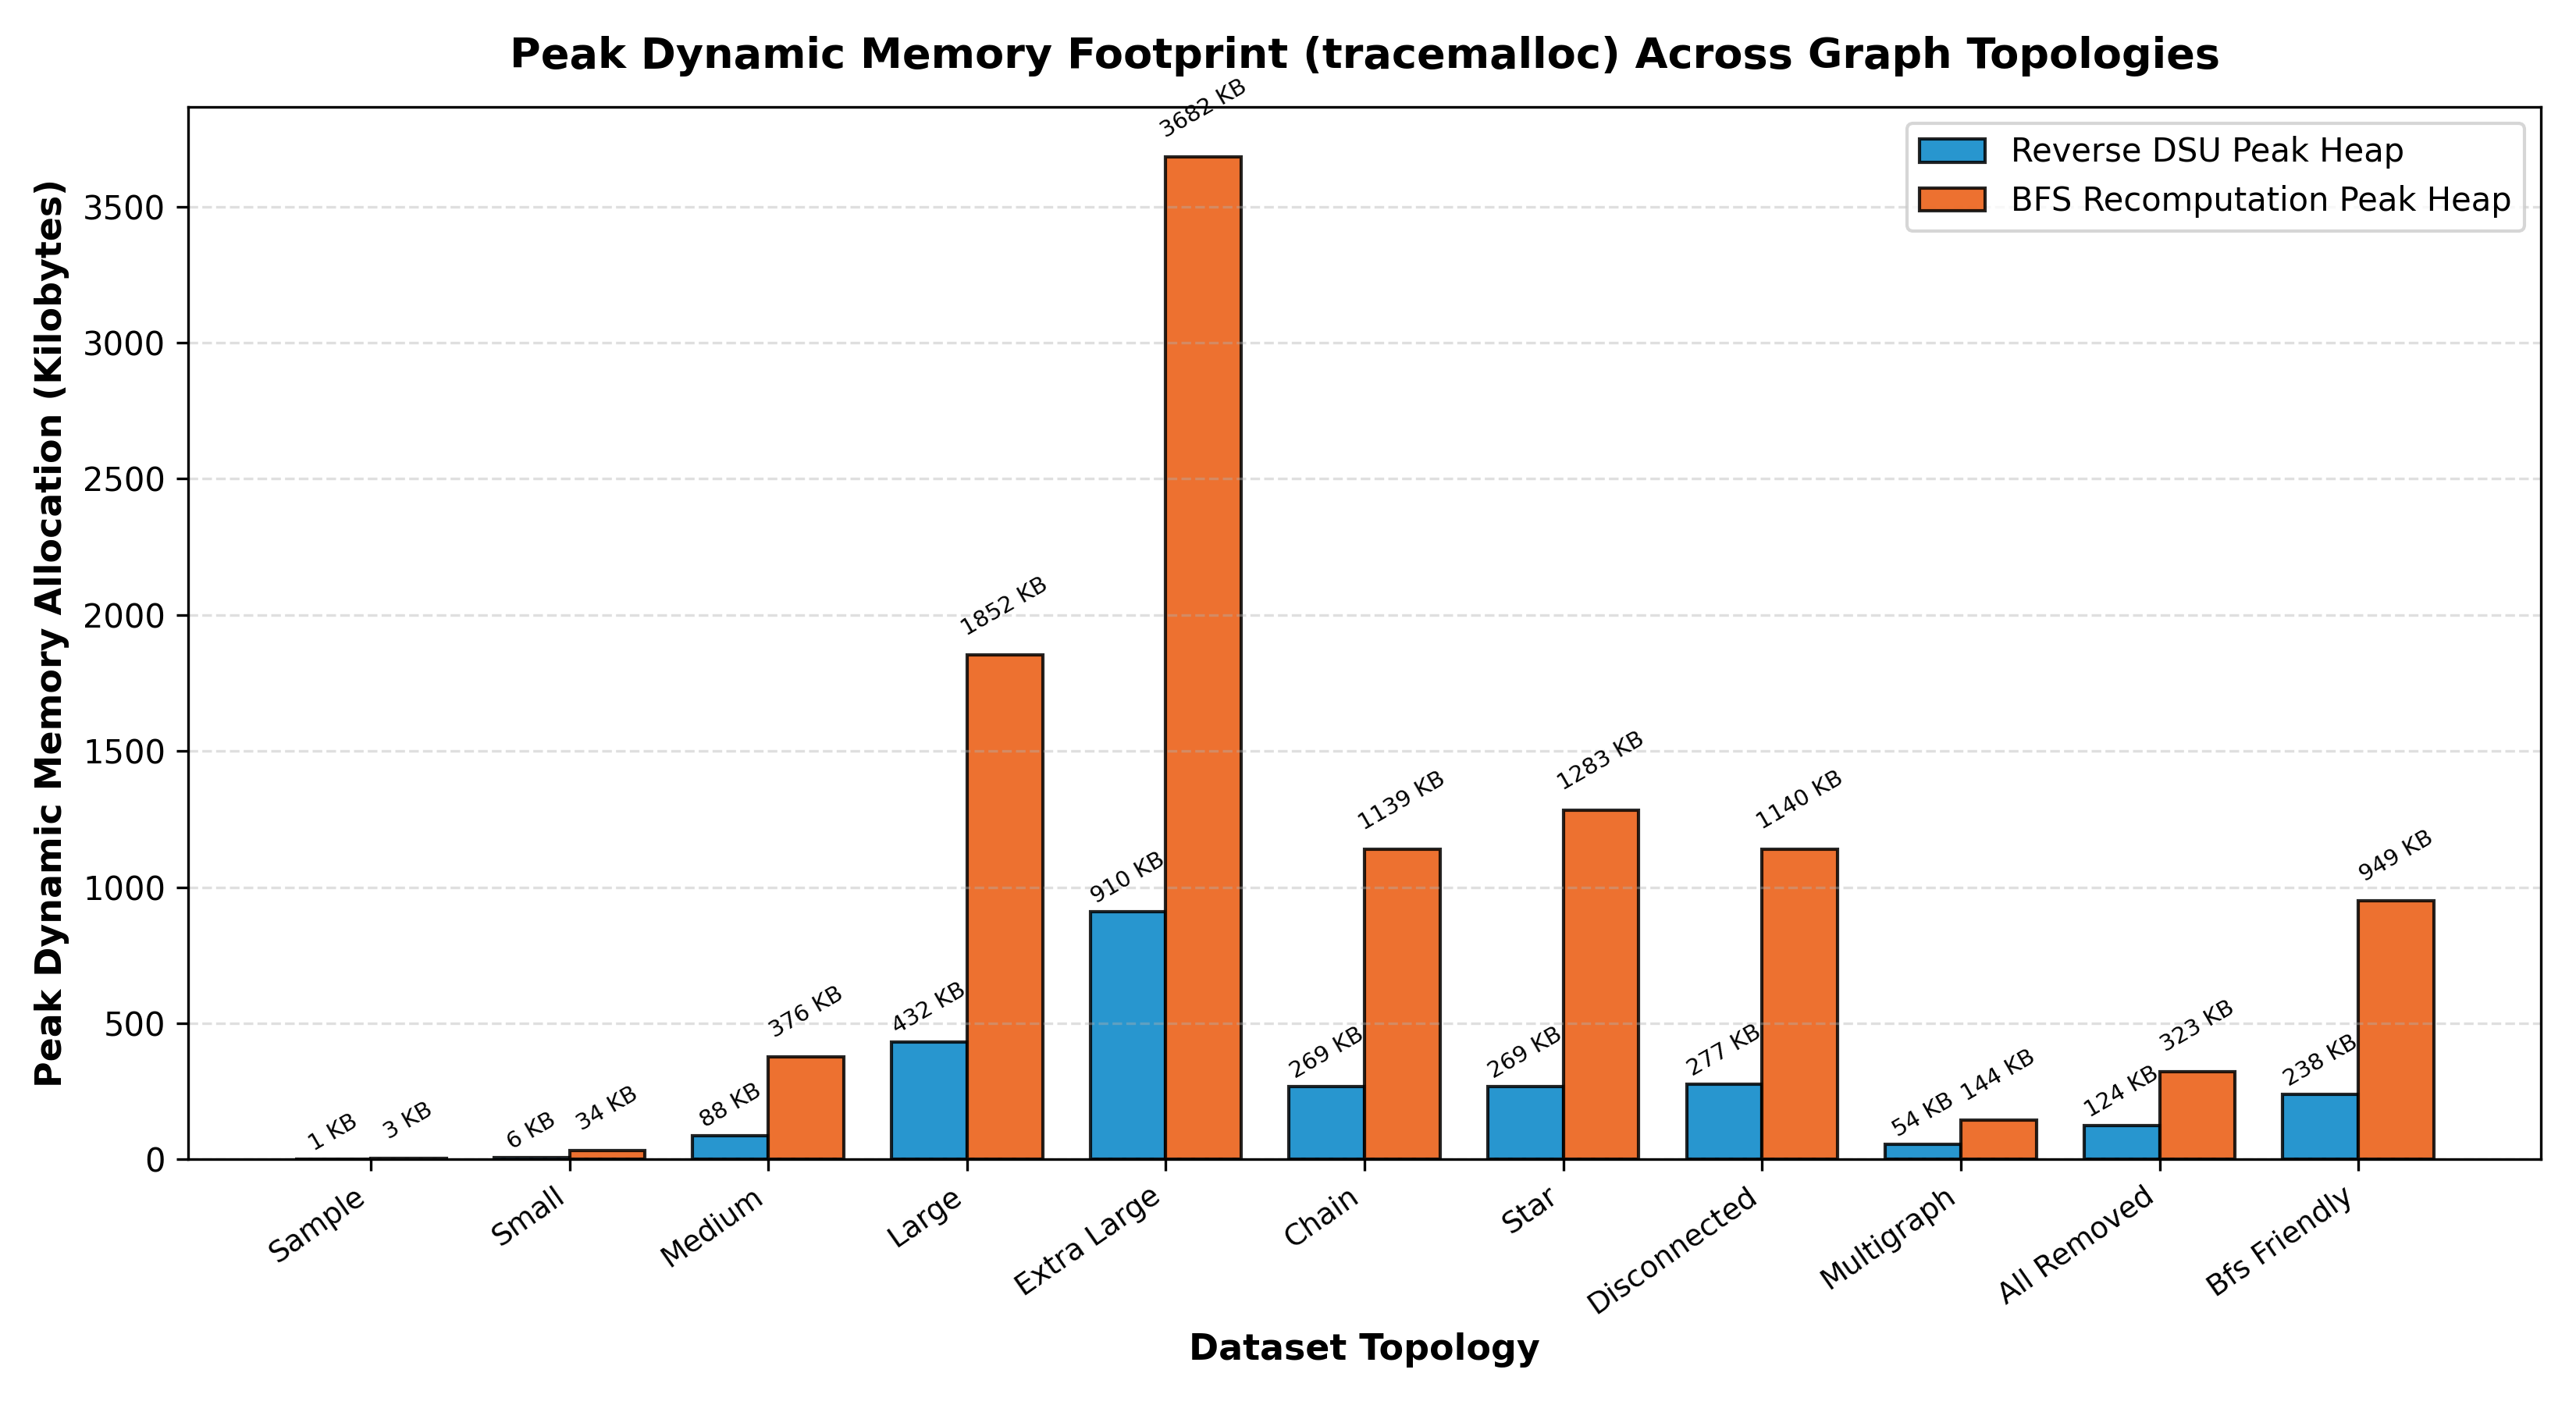 Peak Dynamic Memory Footprint (tracemalloc) Across Graph Topologies
Reverse DSU Peak Heap
BFS Recomputation Peak Heap
Peak Dynamic Memory Allocation (Kilobytes)
3500
3000
2500
2000
1500
1000
500
0
1 KB
3 KB
6 KB
34 KB
88 KB
376 KB
432 KB
1852 KB
910 KB
3682 KB
269 KB
1139 KB
269 KB
1283 KB
277 KB
1140 KB
54 KB
144 KB
124 KB
323 KB
238 KB
949 KB
Sample
Small
Medium
Large
Extra Large
Chain
Star
Disconnected
Multigraph
All Removed
Bfs Friendly
Dataset Topology